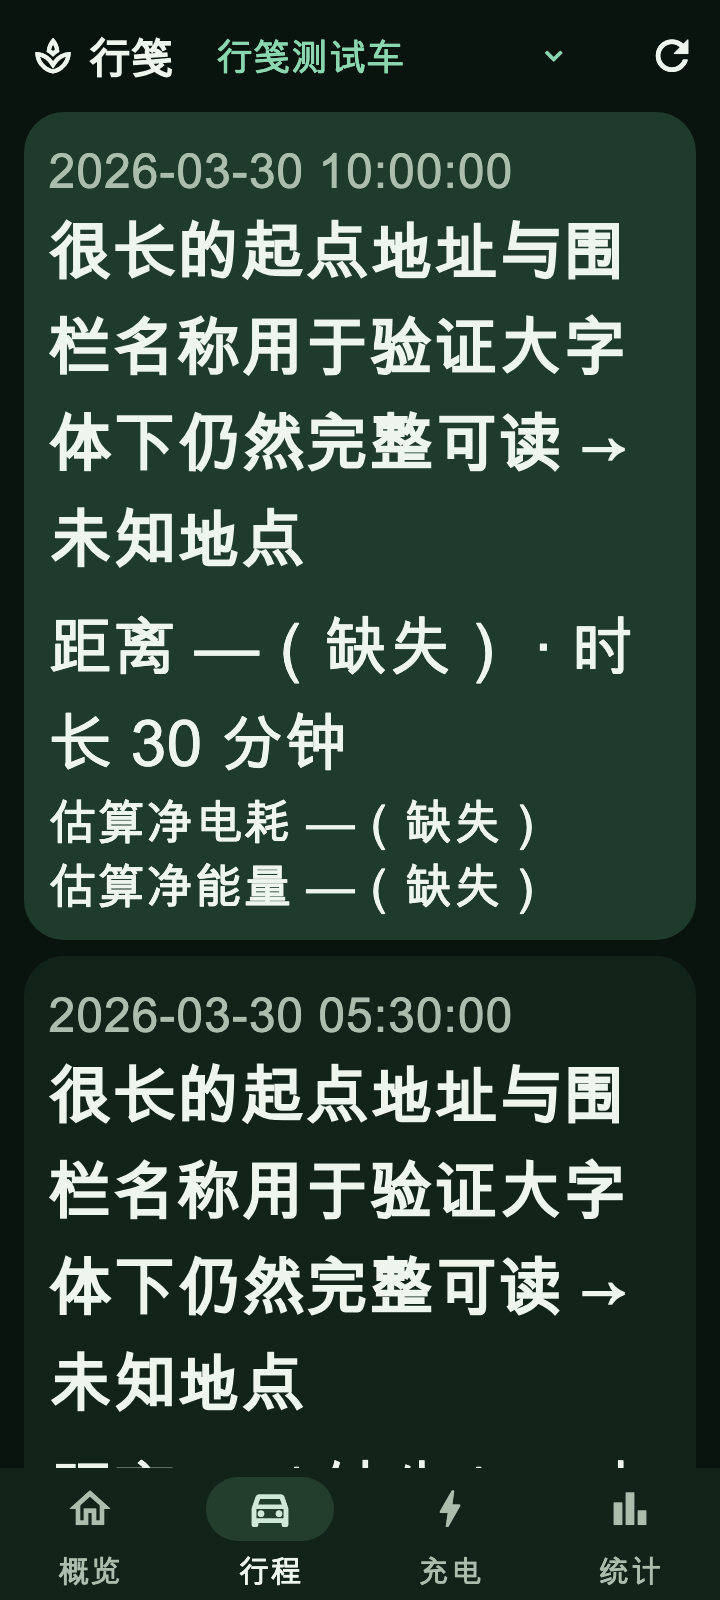 行笺 行笺测试车
2026-03-30 10:00:00
很长的起点地址与围
栏名称用于验证大字
体下仍然完整可读 →
未知地点
距离 —(缺失) · 时
长 30 分钟
估算净电耗 —(缺失)
估算净能量 —(缺失)
2026-03-30 05:30:00
很长的起点地址与围
栏名称用于验证大字
体下仍然完整可读 →
未知地点
概览 行程 充电 统计